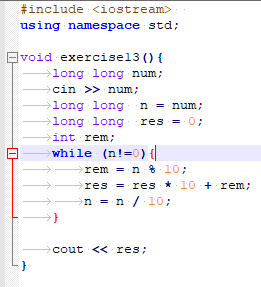 #include <iostream>
using namespace std;
void exercise13(){
long long num;
cin >> num;
long long n = num;
long long res = 0;
int rem;
while (n!=0){
rem = n % 10;
res = res * 10 + rem;
n = n / 10;
}
cout << res;
}